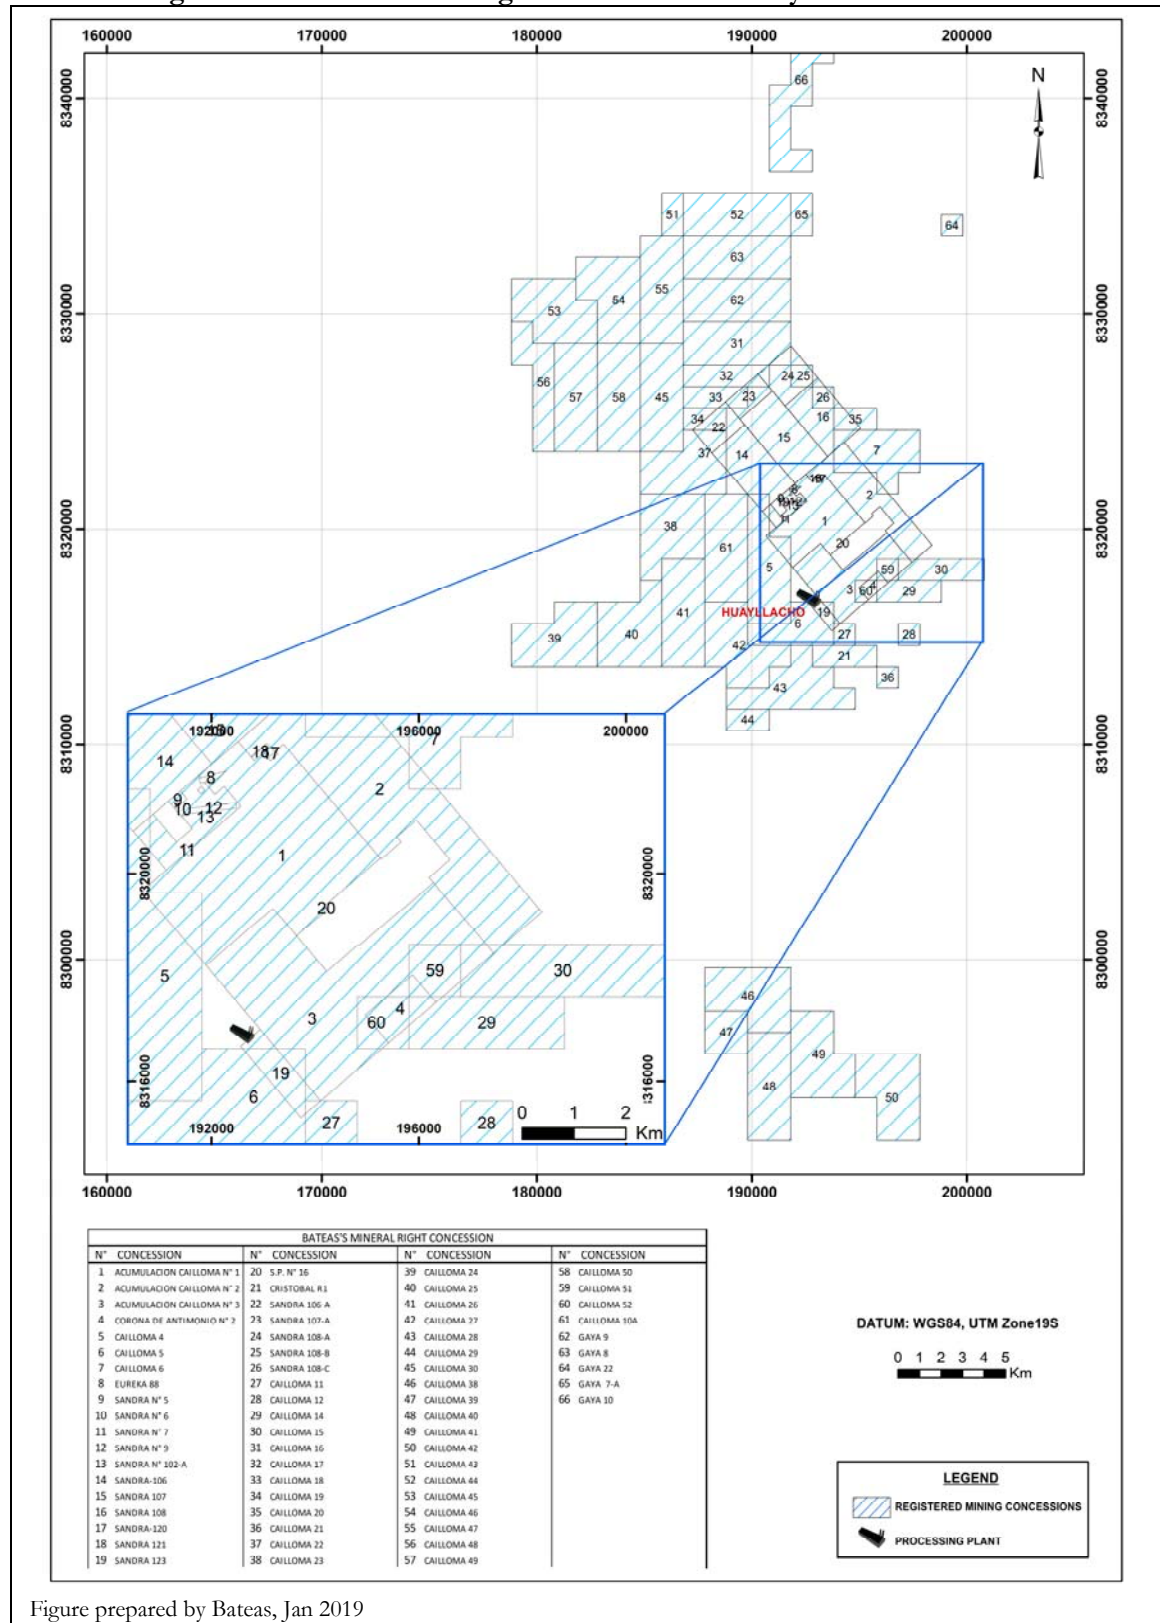 160000 170000 180000 190000 200000
N
8340000 8340000
66
51 52 65
64
63
55
54 62
53
8330000 8330000
31
32 24 25
56 57 58 45 33 23 26
34 22 16 35
15
37 14 7
2
38 1
8320000 8320000
61 20
5 59 30
3 4 60 29
HUAYLLACHO 19
39 40 41 6
42 27 28
21
43 36
44
8310000 8310000
192000 196000 200000
14 18 17 7
8 2
9
10 12
13
11 1
8320000 8320000
20
5 59 30
4
3 60 29
19
6
8316000
27 28
192000 196000
0 1 2
Km
8300000 8300000
46
47 49
48 50
160000 170000 180000 190000 200000
BATEAS'S MINERAL RIGHT CONCESSION
N° CONCESSION N° CONCESSION N° CONCESSION N° CONCESSION
1 ACUMULACION CAILLOMA N° 1 20 S.P. N° 16 39 CAILLOMA 24 58 CAILLOMA 50
2 ACUMULACION CAILLOMA N° 2 21 CRISTOBAL R1 40 CAILLOMA 25 59 CAILLOMA 51
3 ACUMULACION CAILLOMA N° 3 22 SANDRA 106-A 41 CAILLOMA 26 60 CAILLOMA 52
4 CORONA DE ANTIMONIO N° 2 23 SANDRA 107-A 42 CAILLOMA 27 61 CAILLOMA 10A
5 CAILLOMA 4 24 SANDRA 108-A 43 CAILLOMA 28 62 GAYA 9
6 CAILLOMA 5 25 SANDRA 108-B 44 CAILLOMA 29 63 GAYA 8
7 CAILLOMA 6 26 SANDRA 108-C 45 CAILLOMA 30 64 GAYA 22
8 EUREKA 88 27 CAILLOMA 11 46 CAILLOMA 38 65 GAYA 7-A
9 SANDRA N° 5 28 CAILLOMA 12 47 CAILLOMA 39 66 GAYA 10
10 SANDRA N° 6 29 CAILLOMA 14 48 CAILLOMA 40
11 SANDRA N° 7 30 CAILLOMA 15 49 CAILLOMA 41
12 SANDRA N° 9 31 CAILLOMA 16 50 CAILLOMA 42
13 SANDRA N° 102-A 32 CAILLOMA 17 51 CAILLOMA 43
14 SANDRA-106 33 CAILLOMA 18 52 CAILLOMA 44
15 SANDRA 107 34 CAILLOMA 19 53 CAILLOMA 45
16 SANDRA 108 35 CAILLOMA 20 54 CAILLOMA 46
17 SANDRA-120 36 CAILLOMA 21 55 CAILLOMA 47
18 SANDRA 121 37 CAILLOMA 22 56 CAILLOMA 48
19 SANDRA 123 38 CAILLOMA 23 57 CAILLOMA 49
DATUM: WGS84, UTM Zone19S
0 1 2 3 4 5
Km
LEGEND
REGISTERED MINING CONCESSIONS
PROCESSING PLANT
Figure prepared by Bateas, Jan 2019